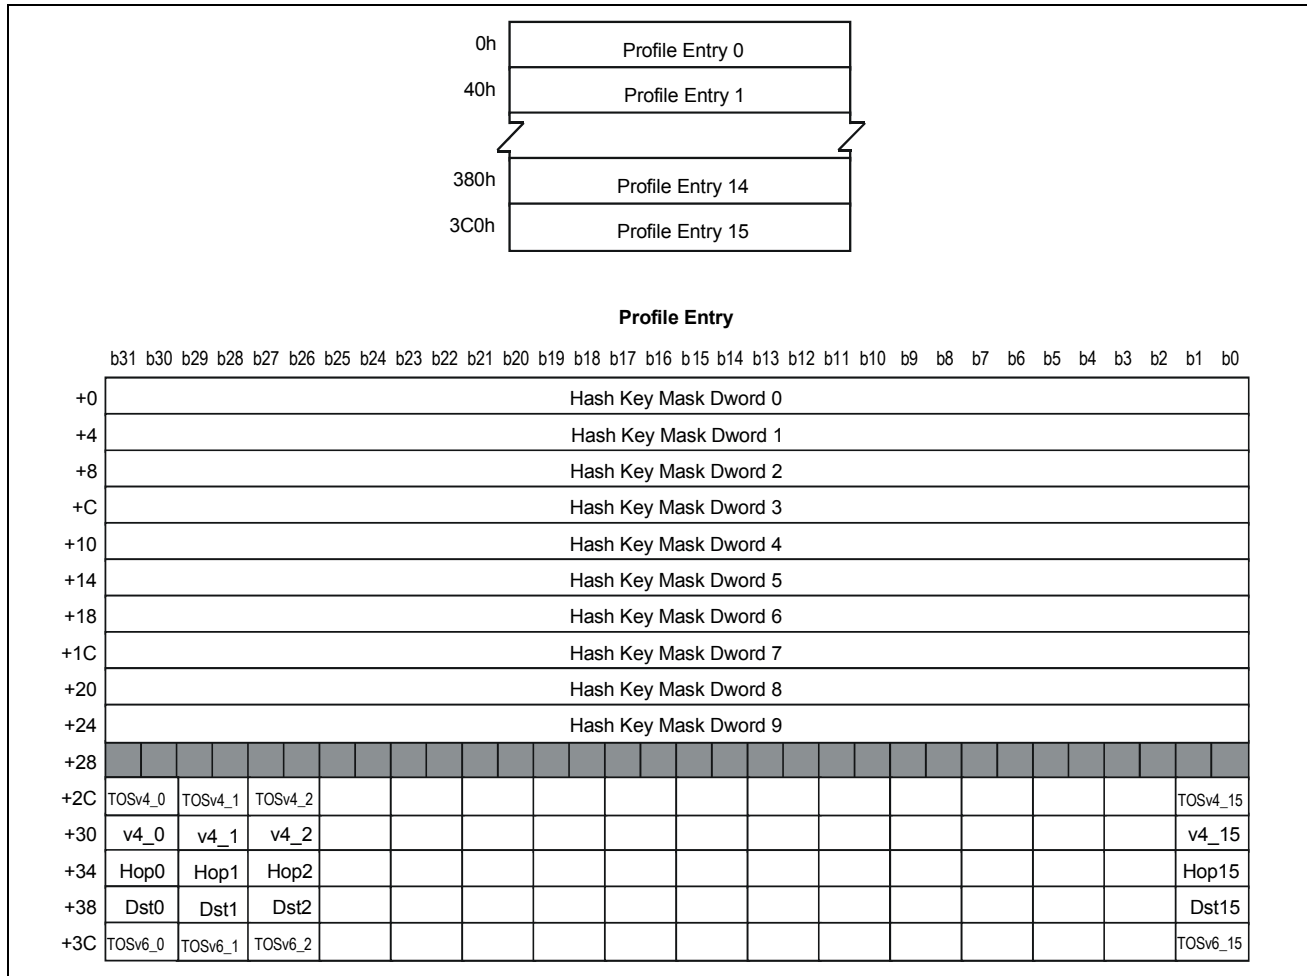 0h Profile Entry 0
40h Profile Entry 1
380h Profile Entry 14
3C0h Profile Entry 15
Profile Entry
b31 b30 b29 b28 b27 b26 b25 b24 b23 b22 b21 b20 b19 b18 b17 b16 b15 b14 b13 b12 b11 b10 b9 b8 b7 b6 b5 b4 b3 b2 b1 b0
+0 Hash Key Mask Dword 0
+4 Hash Key Mask Dword 1
+8 Hash Key Mask Dword 2
+C Hash Key Mask Dword 3
+10 Hash Key Mask Dword 4
+14 Hash Key Mask Dword 5
+18 Hash Key Mask Dword 6
+1C Hash Key Mask Dword 7
+20 Hash Key Mask Dword 8
+24 Hash Key Mask Dword 9
+28
+2C TOSv4_0 TOSv4_1 TOSv4_2 TOSv4_15
+30 v4_0 v4_1 v4_2 v4_15
+34 Hop0 Hop1 Hop2 Hop15
+38 Dst0 Dst1 Dst2 Dst15
+3C TOSv6_0 TOSv6_1 TOSv6_2 TOSv6_15